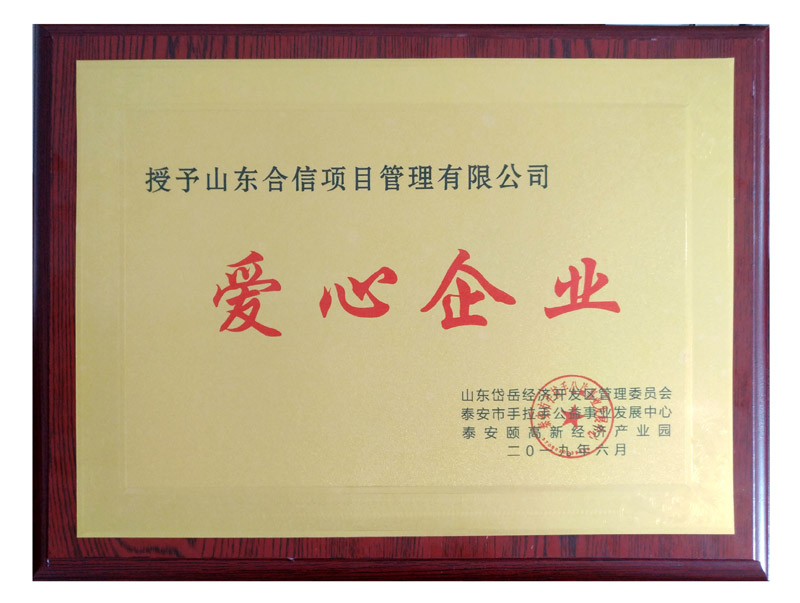 授予山东合信项目管理有限公司
爱心企业
山东岱岳经济开发区管理委员会
泰安市手拉手公益事业发展中心
泰安颐高新经济产业园
二0一九年六月